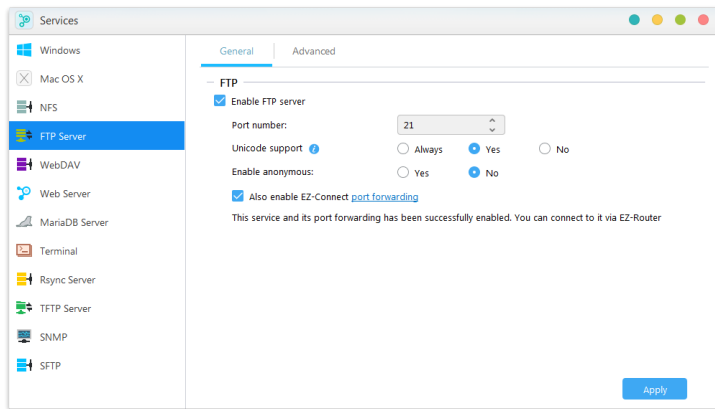 Services
Windows
Mac OS X
NFS
FTP Server
WebDAV
Web Server
MariaDB Server
Terminal
Rsync Server
TFTP Server
SNMP
SFTP
General Advanced
FTP
Enable FTP server
Port number: 21
Unicode support Always Yes No
Enable anonymous: Yes No
Also enable EZ-Connect port forwarding
This service and its port forwarding has been successfully enabled. You can connect to it via EZ-Router
Apply